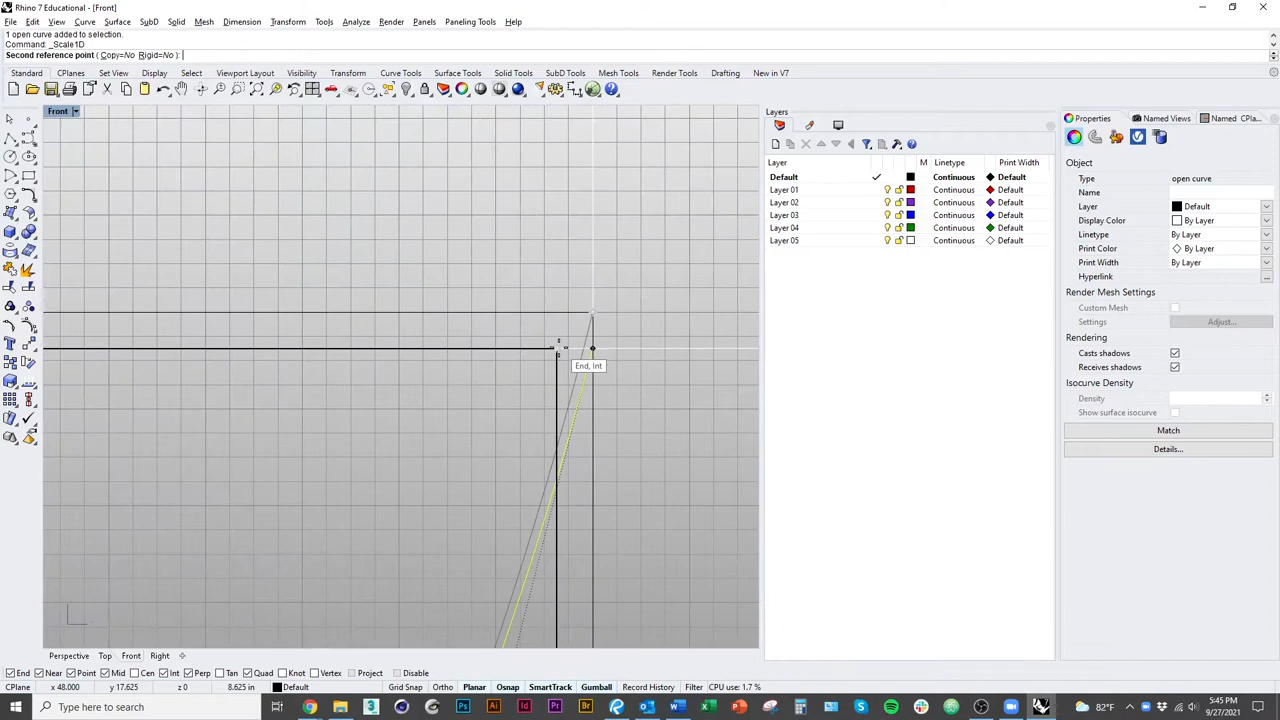 Rhino 7 Educational - [Front]
File Edit View Curve Surface SubD Solid Mesh Dimension Transform Tools Analyze Render Panels Paneling Tools Help
1 open curve added to selection.
Command: _Scale1D
Second reference point ( Copy=No Rigid=No ):
Standard CPlanes Set View Display Select Viewport Layout Visibility Transform Curve Tools Surface Tools Solid Tools SubD Tools Mesh Tools Render Tools Drafting New in V7
Front
Layers
Properties Named Views Named CPla...
Layer M Linetype Print Width
Default Continuous Default
Layer 01 Continuous Default
Layer 02 Continuous Default
Layer 03 Continuous Default
Layer 04 Continuous Default
Layer 05 Continuous Default
Object
Type open curve
Name
Layer Default
Display Color By Layer
Linetype By Layer
Print Color By Layer
Print Width By Layer
Hyperlink ...
Render Mesh Settings
Custom Mesh
Settings Adjust...
Rendering
Casts shadows
Receives shadows
Isocurve Density
Density
Show surface isocurve
Match
Details...
End, Int
Perspective Top Front Right
End Near Point Mid Cen Int Perp Tan Quad Knot Vertex Project Disable
CPlane x 48.000 y 17.625 z 0 8.625 in Default Grid Snap Ortho Planar Osnap SmartTrack Gumball Record History Filter CPU use: 1.7 %
Type here to search
82°F
5:45 PM
9/27/2021